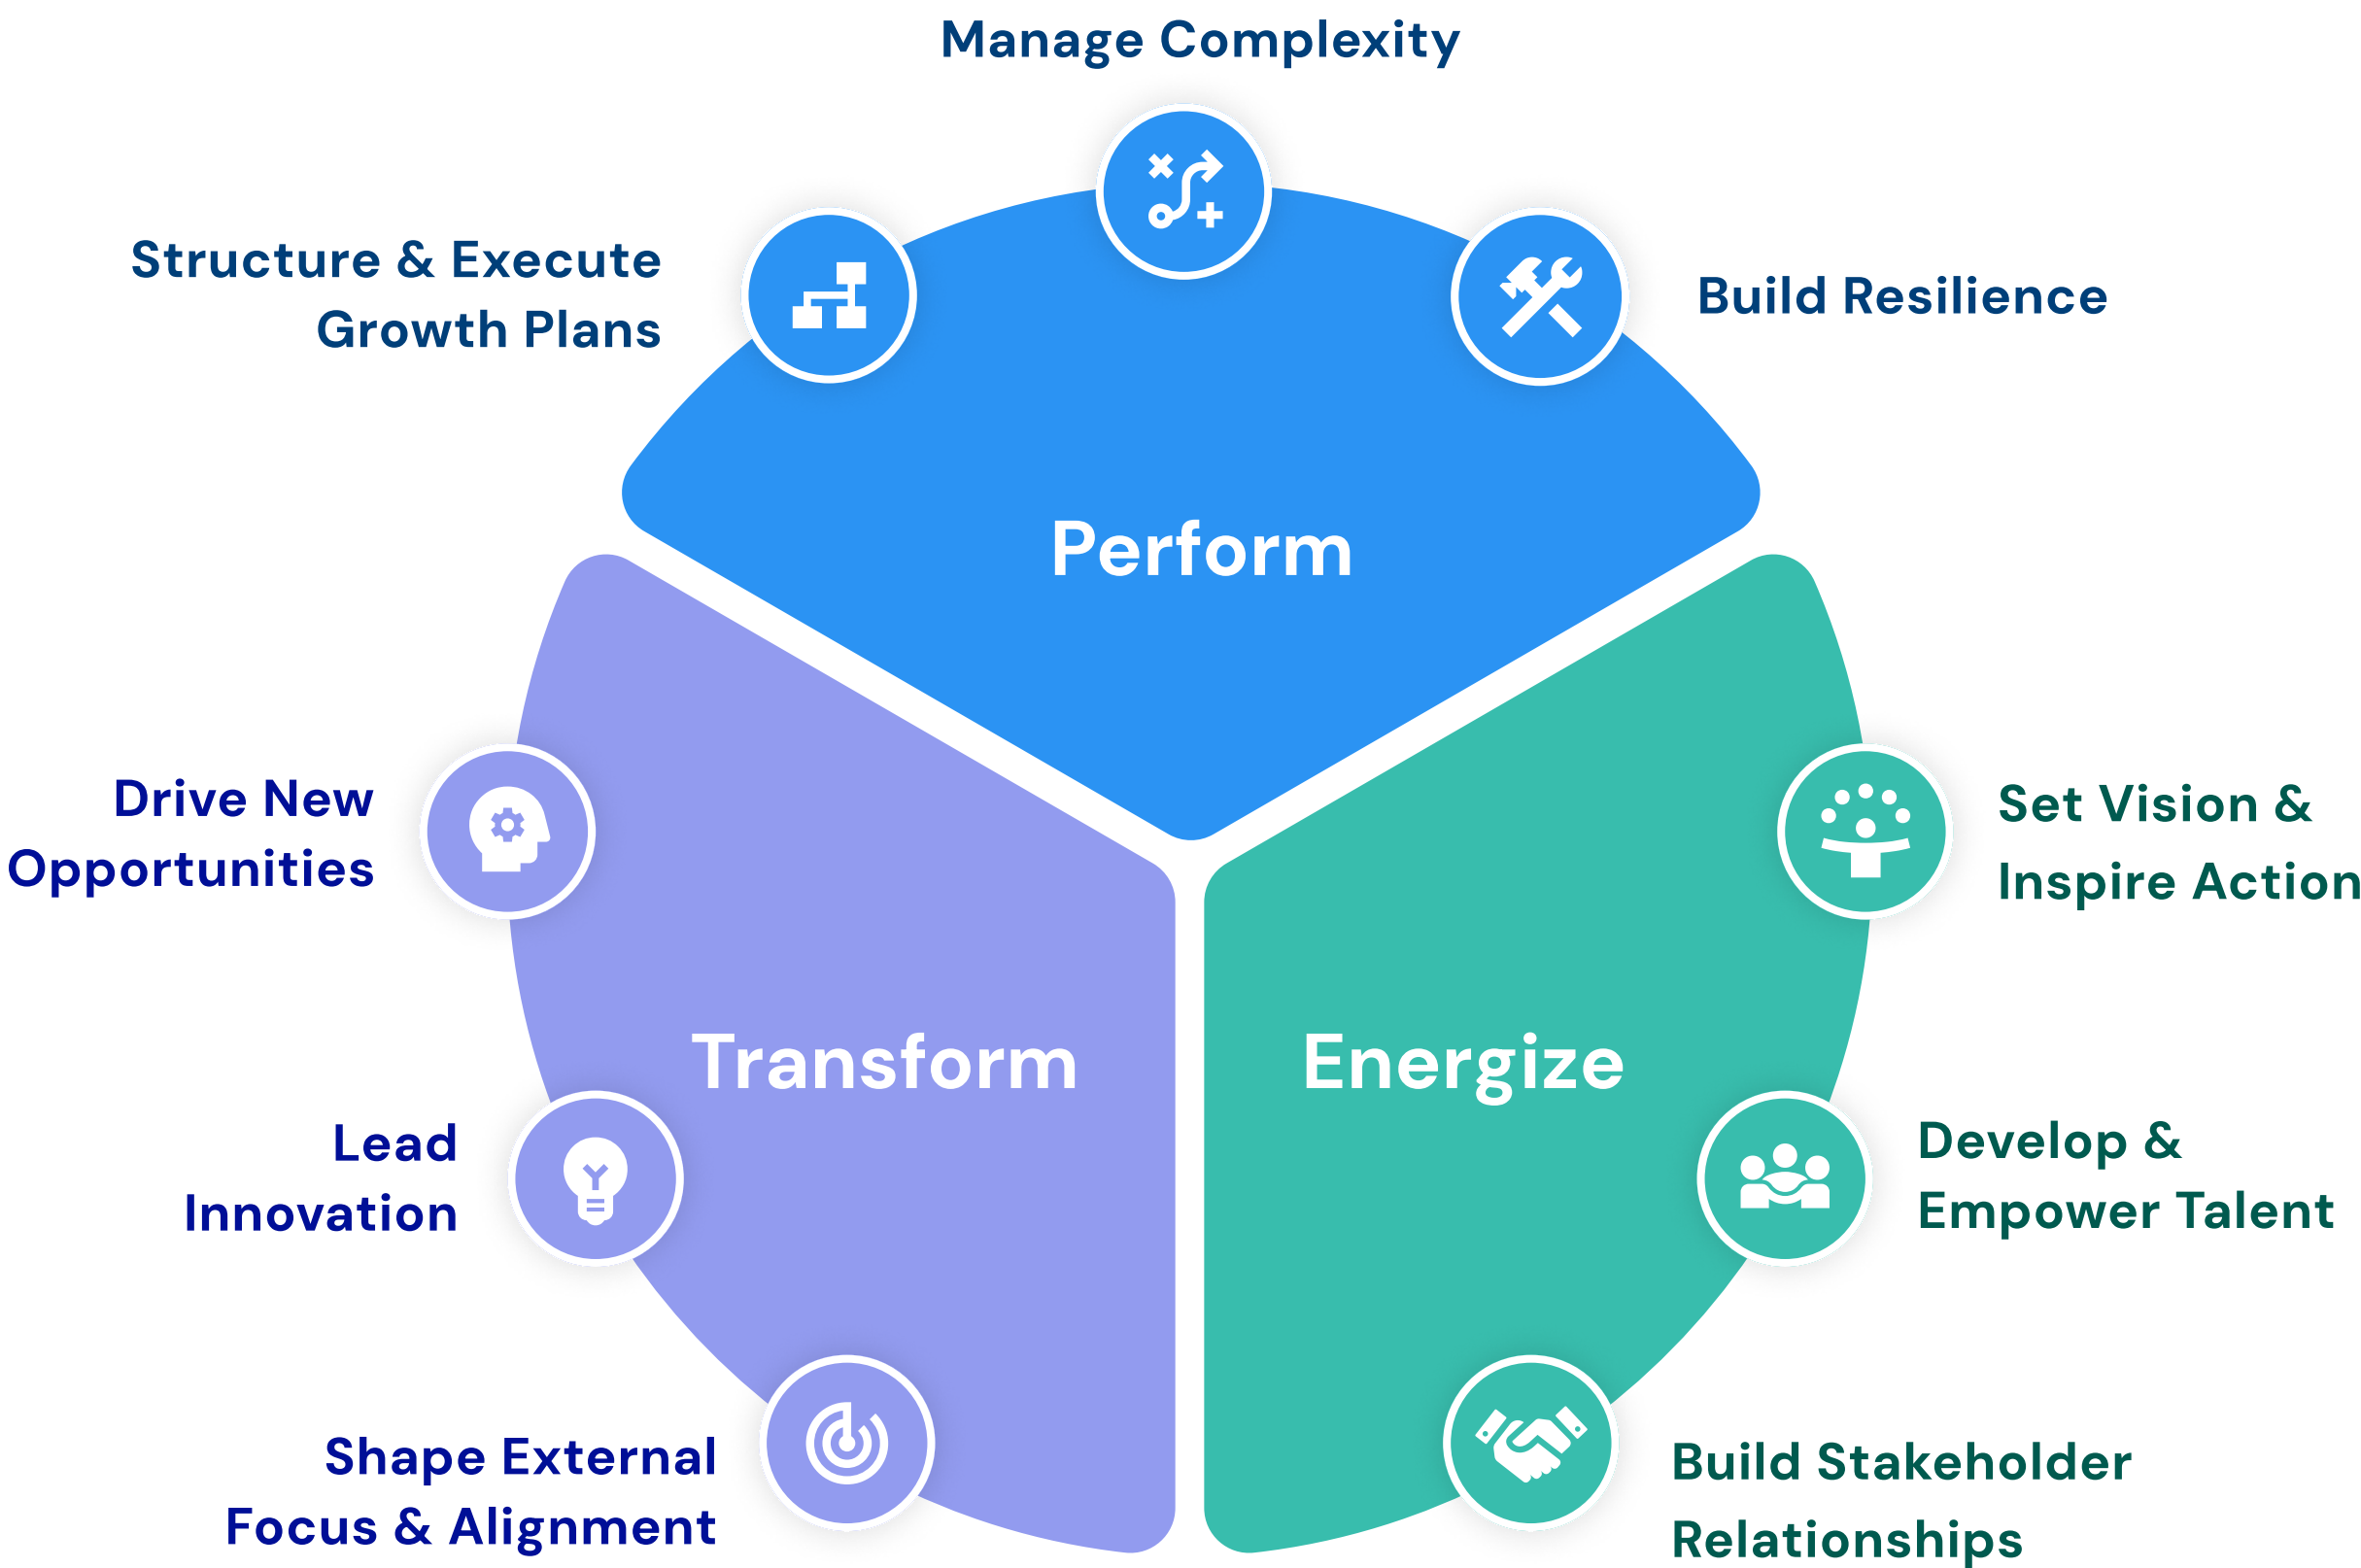 Manage Complexity
Structure & Execute
Growth Plans
Build Resilience
Perform
Drive New
Opportunities
Set Vision &
Inspire Action
Transform
Energize
Lead
Innovation
Develop &
Empower Talent
Shape External
Focus & Alignment
Build Stakeholder
Relationships